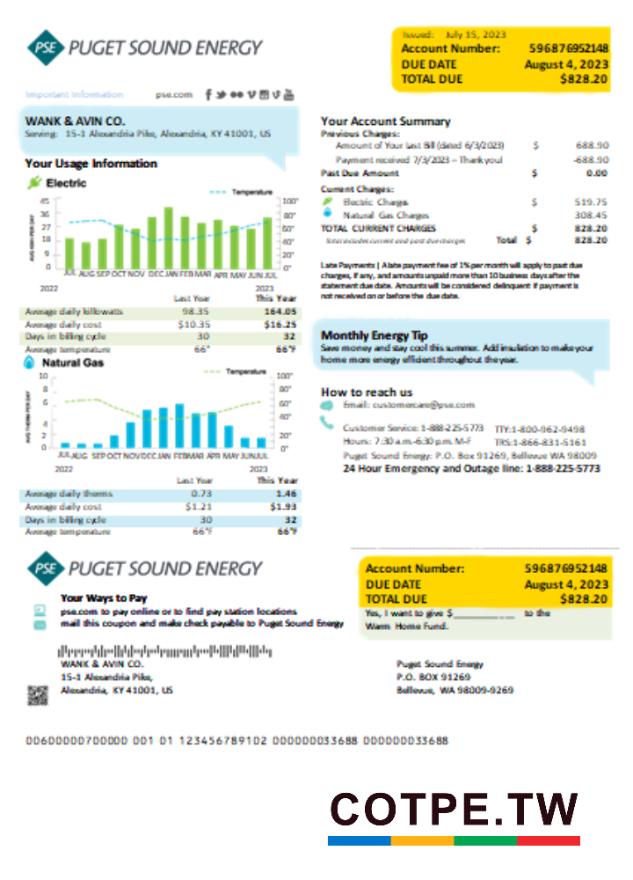 PSE PUGET SOUND ENERGY
Issued: July 15, 2023
Account Number: 596876952148
DUE DATE August 4, 2023
TOTAL DUE $828.20
Important Information pse.com
WANK & AVIN CO.
Serving: 15-1 Alexandria Pike, Alexandria, KY 41001, US
Your Usage Information
Electric
Temperature
AVG KWH PER DAY
45
36
27
18
9
0
100°
80°
60°
40°
20°
0°
JUL AUG SEP OCT NOV DEC JAN FEB MAR APR MAY JUN JUL
2022 2023
Last Year This Year
Average daily killowatts 98.35 164.05
Average daily cost $10.35 $16.25
Days in billing cycle 30 32
Average temperature 66° 66°F
Natural Gas
Temperature
AVG THERM PER DAY
10
8
6
4
2
0
100°
80°
60°
40°
20°
0°
JUL AUG SEP OCT NOV DEC JAN FEB MAR APR MAY JUN JUL
2022 2023
Last Year This Year
Average daily therms 0.73 1.46
Average daily cost $1.21 $1.93
Days in billing cycle 30 32
Average temperature 66°F 66°F
Your Account Summary
Previous Charges:
Amount of Your Last Bill (dated 6/3/2023) $ 688.90
Payment received 7/3/2023 – Thank you! -688.90
Past Due Amount $ 0.00
Current Charges:
Electric Charges $ 519.75
Natural Gas Charges 308.45
TOTAL CURRENT CHARGES $ 828.20
Total includes current and past due charges Total $ 828.20
Late Payments | A late payment fee of 1% per month will apply to past due
charges, if any, and amounts unpaid more than 10 business days after the
statement due date. Amounts will be considered delinquent if payment is
not received on or before the due date.
Monthly Energy Tip
Save money and stay cool this summer. Add insulation to make your
home more energy efficient throughout the year.
How to reach us
Email: customercare@pse.com
Customer Service: 1-888-225-5773 TTY:1-800-962-9498
Hours: 7:30 a.m.-6:30 p.m. M-F TRS:1-866-831-5161
Puget Sound Energy: P.O. Box 91269, Bellevue WA 98009
24 Hour Emergency and Outage line: 1-888-225-5773
PSE PUGET SOUND ENERGY
Your Ways to Pay
pse.com to pay online or to find pay station locations
mail this coupon and make check payable to Puget Sound Energy
Account Number: 596876952148
DUE DATE August 4, 2023
TOTAL DUE $828.20
Yes, I want to give $__________ to the
Warm Home Fund.
WANK & AVIN CO.
15-1 Alexandria Pike,
Alexandria, KY 41001, US
Puget Sound Energy
P.O. BOX 91269
Bellevue, WA 98009-9269
00600000700000 001 01 123456789102 000000033688 000000033688
COTPE.TW